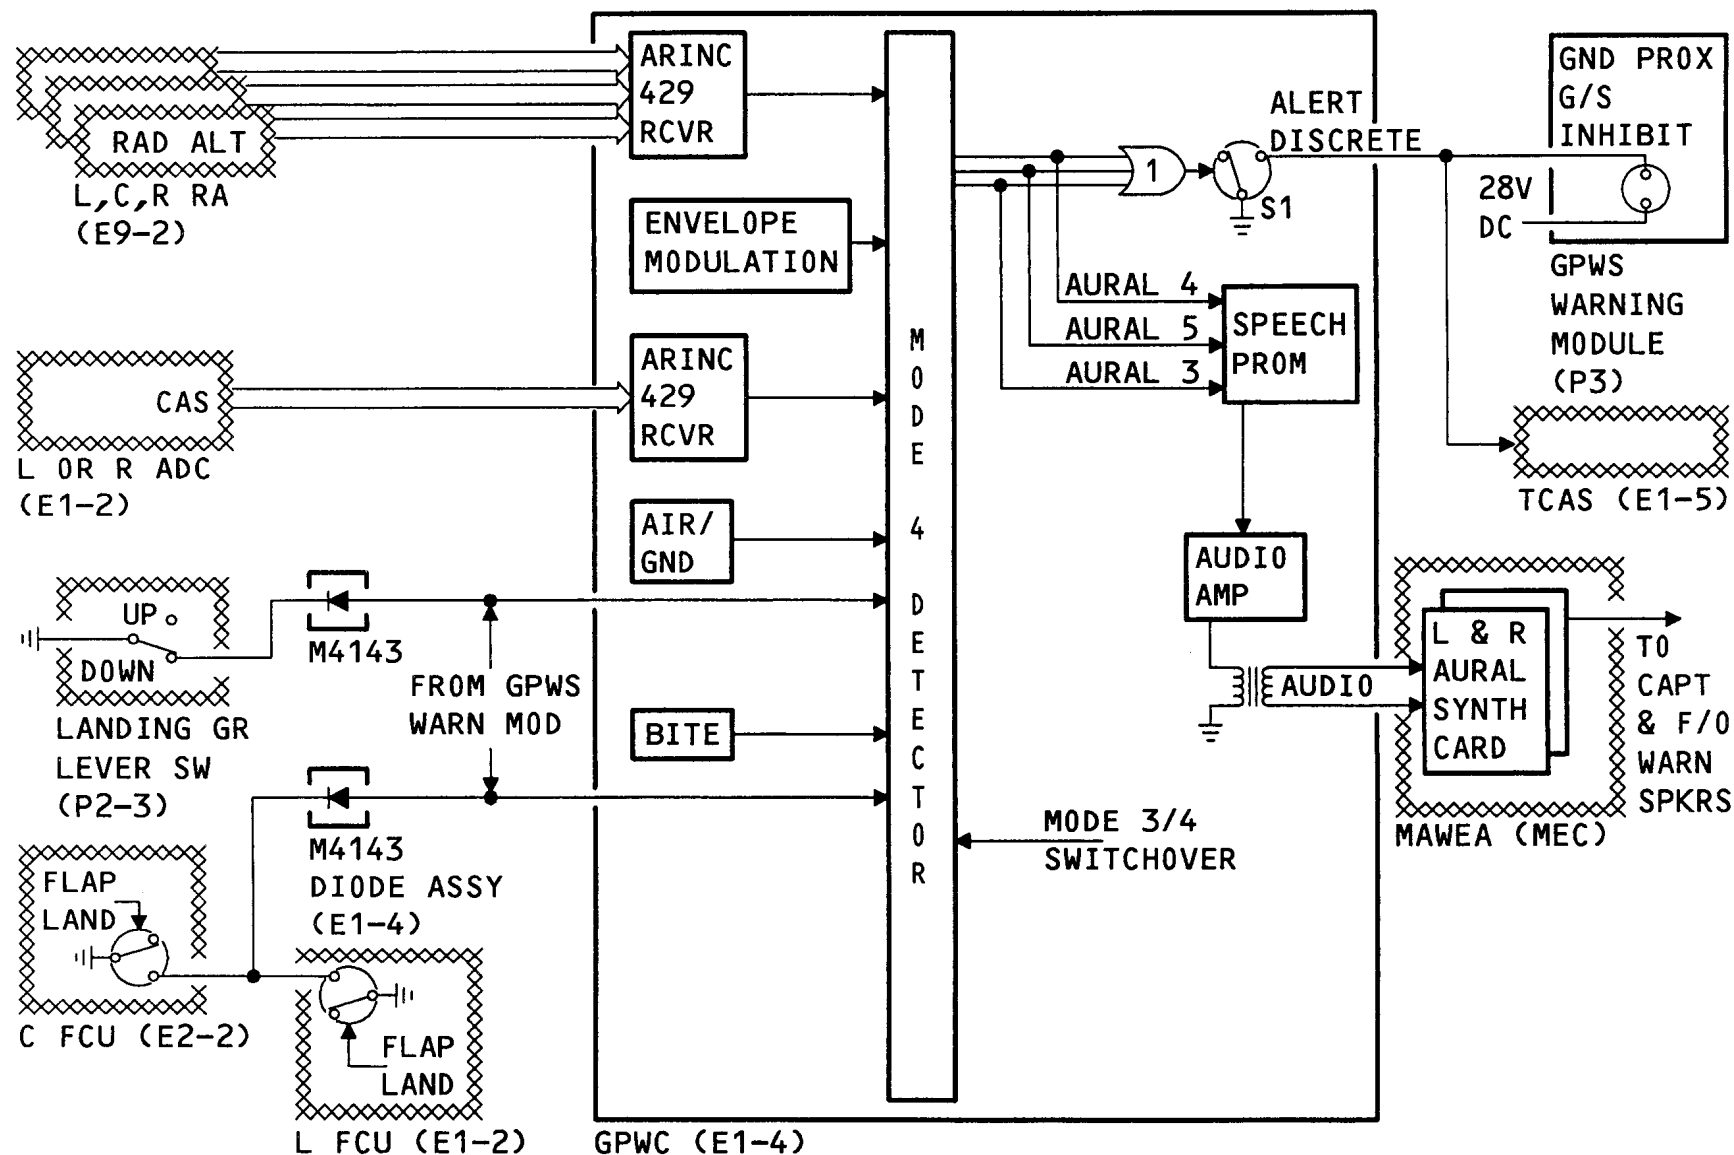 RAD ALT
L,C,R RA
(E9-2)
CAS
L OR R ADC
(E1-2)
UP
DOWN
LANDING GR
LEVER SW
(P2-3)
M4143
FROM GPWS
WARN MOD
M4143
DIODE ASSY
(E1-4)
FLAP
LAND
C FCU (E2-2)
FLAP
LAND
L FCU (E1-2)
ARINC
429
RCVR
ENVELOPE
MODULATION
ARINC
429
RCVR
AIR/
GND
BITE
MODE 4 DETECTOR
1
S1
ALERT
DISCRETE
AURAL 4
AURAL 5
AURAL 3
SPEECH
PROM
AUDIO
AMP
AUDIO
MODE 3/4
SWITCHOVER
GPWC (E1-4)
GND PROX
G/S
INHIBIT
28V
DC
GPWS
WARNING
MODULE
(P3)
TCAS (E1-5)
L & R
AURAL
SYNTH
CARD
MAWEA (MEC)
TO
CAPT
& F/O
WARN
SPKRS